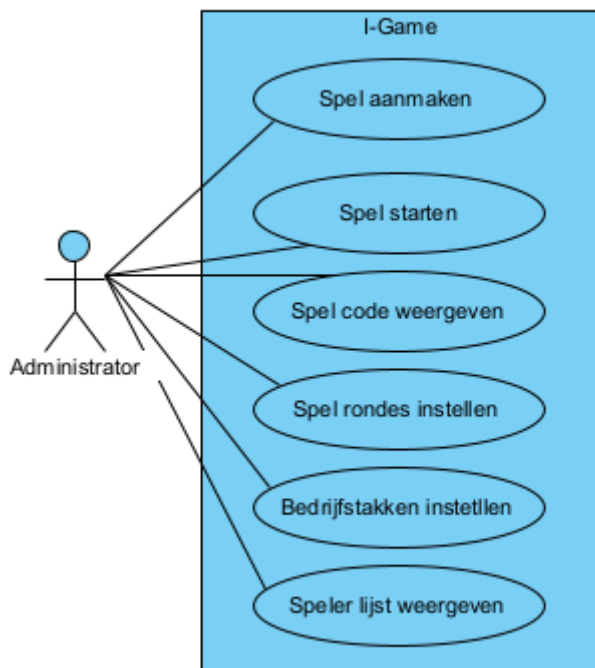 I-Game
Spel aanmaken
Spel starten
Spel code weergeven
Administrator
Spel rondes instellen
Bedrijfstakken instetllen
Speler lijst weergeven